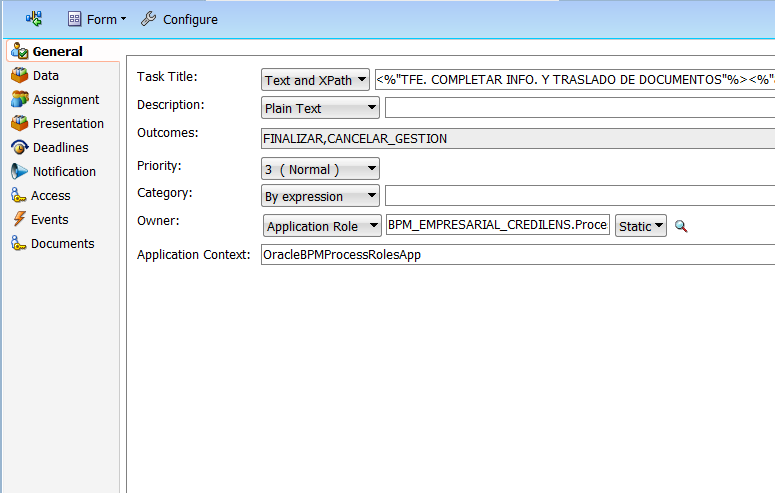 Form Configure
General
Data
Assignment
Presentation
Deadlines
Notification
Access
Events
Documents
Task Title: Text and XPath <%"TFE. COMPLETAR INFO. Y TRASLADO DE DOCUMENTOS"%><%"
Description: Plain Text
Outcomes: FINALIZAR,CANCELAR_GESTION
Priority: 3 ( Normal )
Category: By expression
Owner: Application Role BPM_EMPRESARIAL_CREDILENS.Proce Static
Application Context: OracleBPMProcessRolesApp